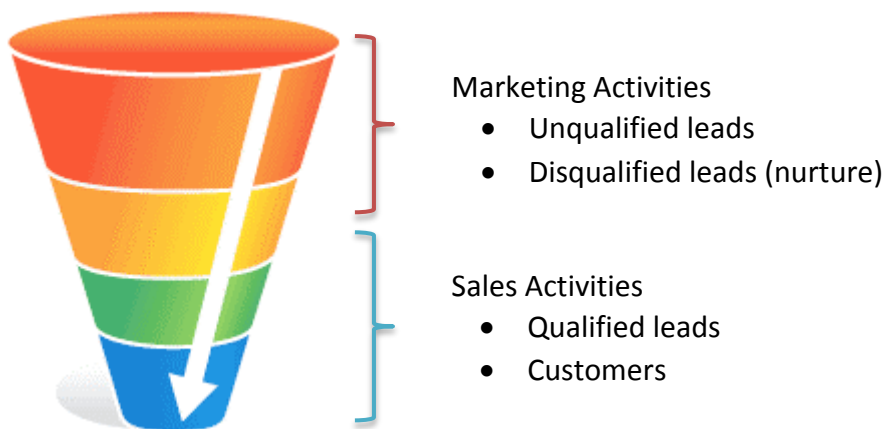 Marketing Activities
• Unqualified leads
• Disqualified leads (nurture)
Sales Activities
• Qualified leads
• Customers